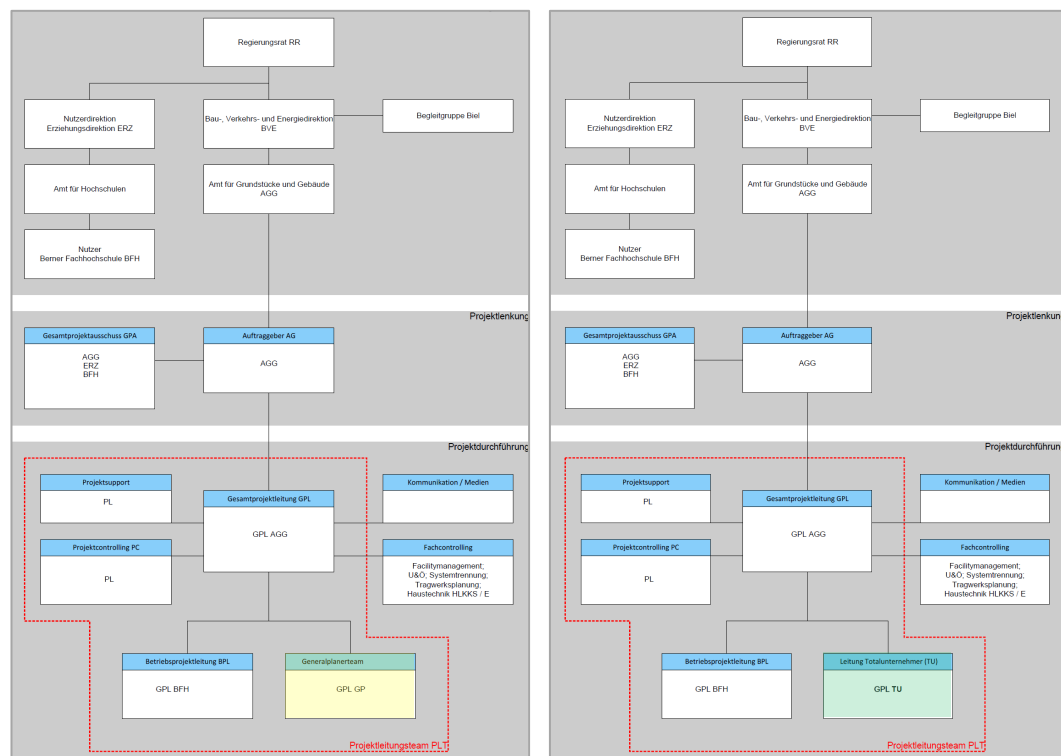 Regierungsrat RR
Nutzerdirektion
Erziehungsdirektion ERZ
Bau-, Verkehrs- und Energiedirektion
BVE
Begleitgruppe Biel
Amt für Hochschulen
Amt für Grundstücke und Gebäude
AGG
Nutzer
Berner Fachhochschule BFH
Projektlenkung
Gesamtprojektausschuss GPA
AGG
ERZ
BFH
Auftraggeber AG
AGG
Projektdurchführung
Projektsupport
PL
Gesamtprojektleitung GPL
GPL AGG
Kommunikation / Medien
Projektcontrolling PC
PL
Fachcontrolling
Facilitymanagement;
U&Ö; Systemtrennung;
Tragwerksplanung;
Haustechnik HLKKS / E
Betriebsprojektleitung BPL
GPL BFH
Generalplanerteam
GPL GP
Projektleitungsteam PLT
Regierungsrat RR
Nutzerdirektion
Erziehungsdirektion ERZ
Bau-, Verkehrs- und Energiedirektion
BVE
Begleitgruppe Biel
Amt für Hochschulen
Amt für Grundstücke und Gebäude
AGG
Nutzer
Berner Fachhochschule BFH
Projektlenkung
Gesamtprojektausschuss GPA
AGG
ERZ
BFH
Auftraggeber AG
AGG
Projektdurchführung
Projektsupport
PL
Gesamtprojektleitung GPL
GPL AGG
Kommunikation / Medien
Projektcontrolling PC
PL
Fachcontrolling
Facilitymanagement;
U&Ö; Systemtrennung;
Tragwerksplanung;
Haustechnik HLKKS / E
Betriebsprojektleitung BPL
GPL BFH
Leitung Totalunternehmer (TU)
GPL TU
Projektleitungsteam PLT